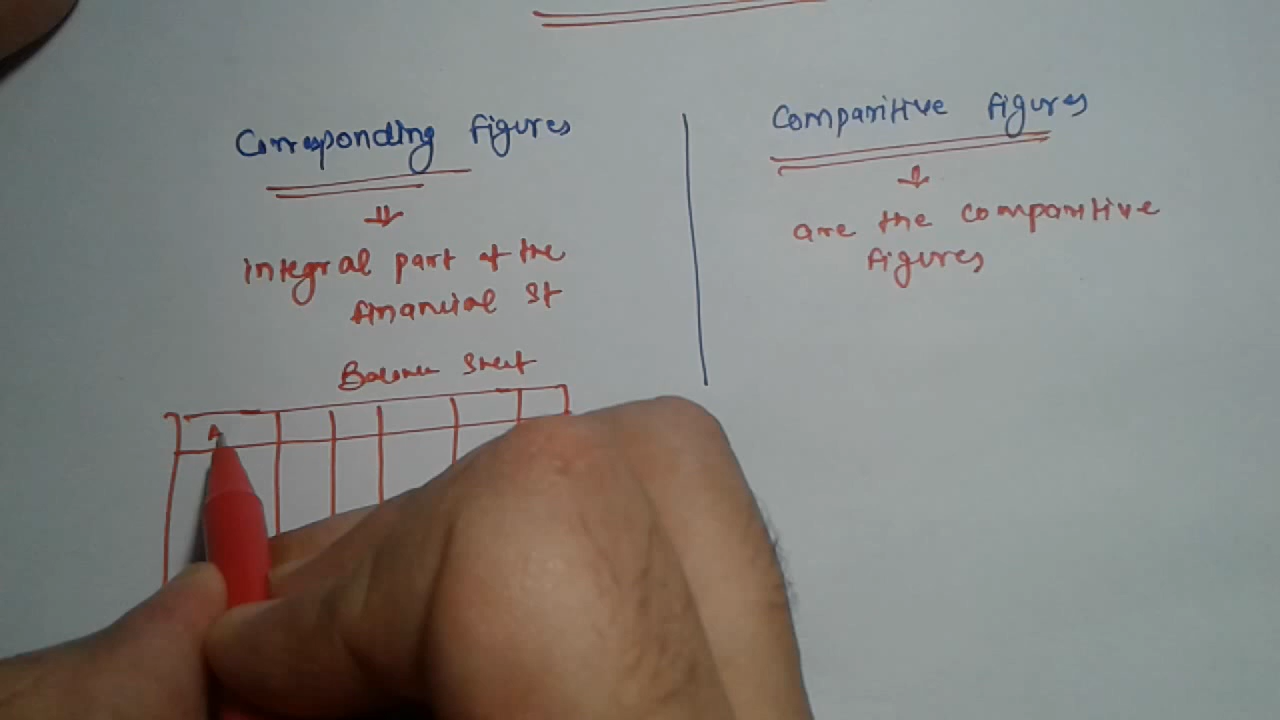 Corresponding figures
integral part of the
financial St
Balance Sheet
A
Comparitive figures
are the comparitive
figures